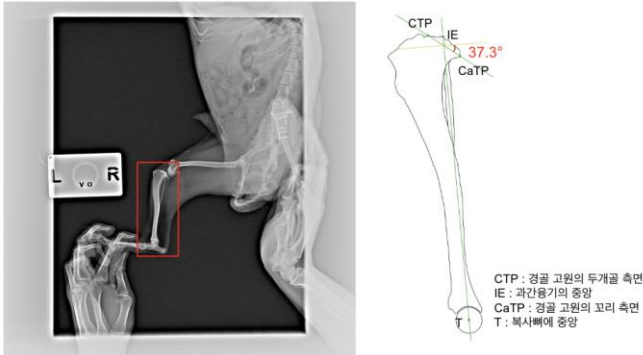 L VO R
CTP
IE
37.3°
CaTP
T
CTP : 경골 고원의 두개골 측면
IE : 과간융기의 중앙
CaTP : 경골 고원의 꼬리 측면
T : 복사뼈에 중앙